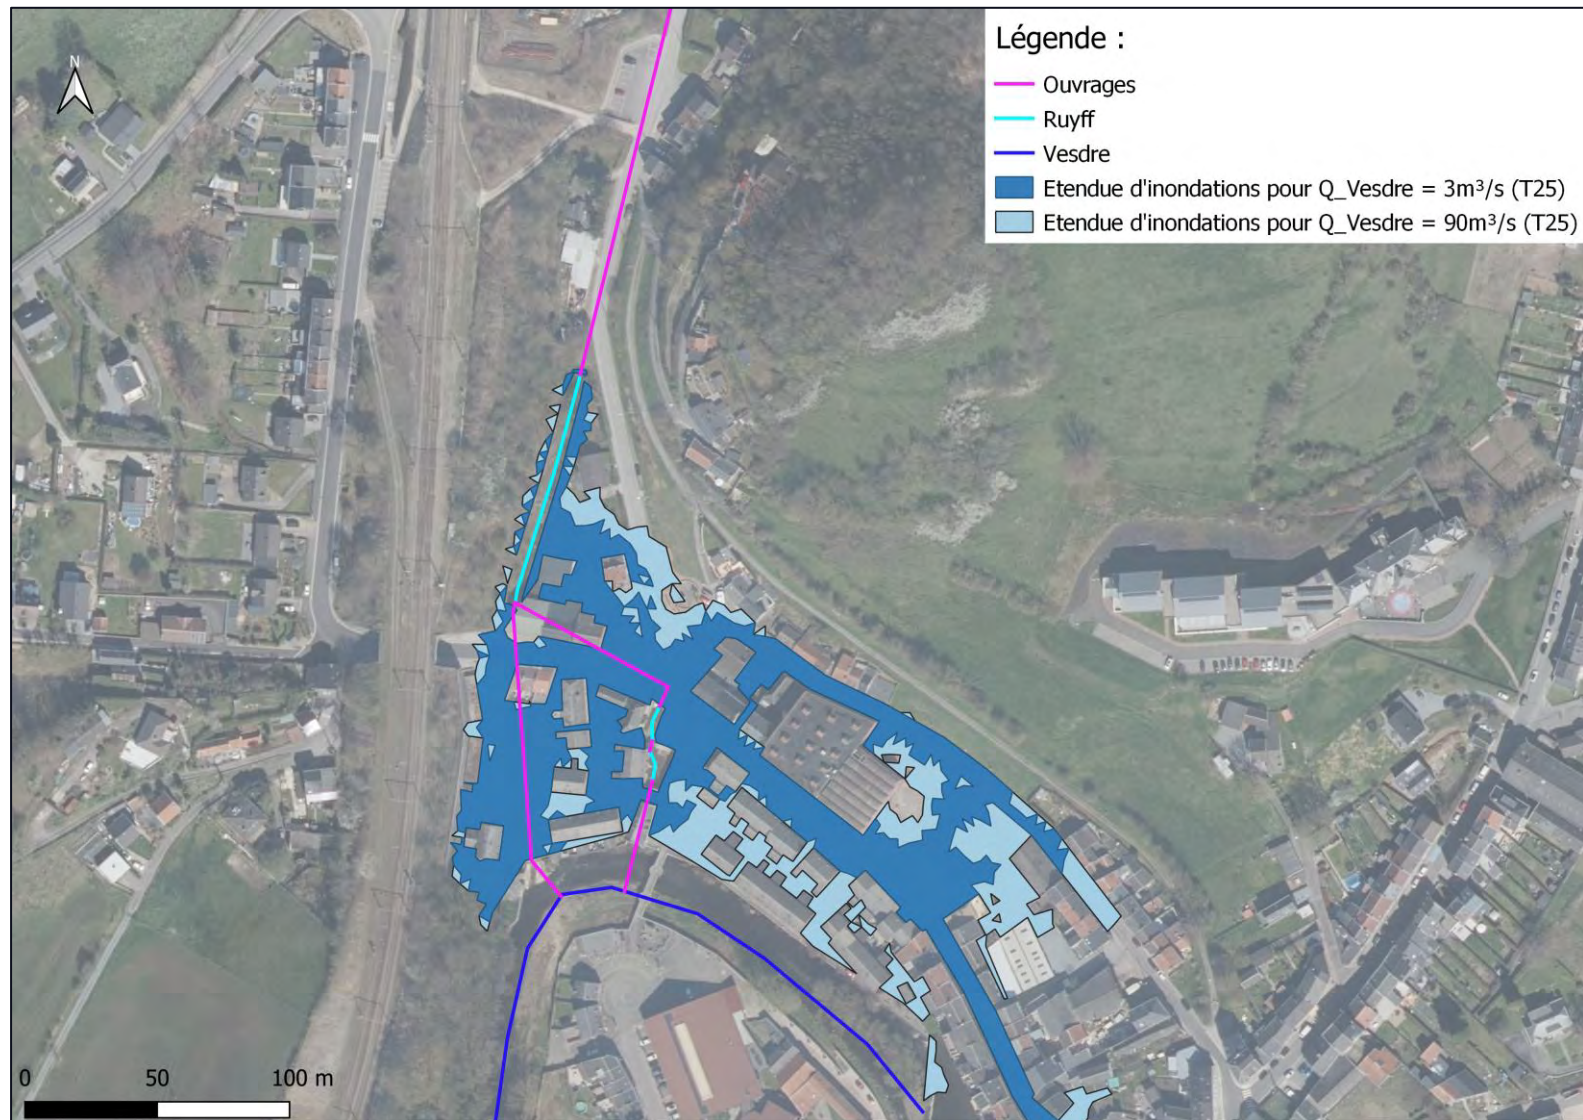 N
Légende :
Ouvrages
Ruyff
Vesdre
Etendue d'inondations pour Q_Vesdre = 3m³/s (T25)
Etendue d'inondations pour Q_Vesdre = 90m³/s (T25)
0 50 100 m